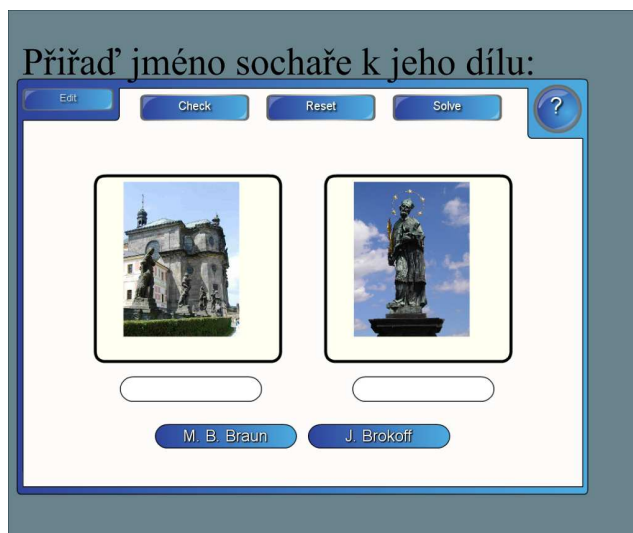 Přiřaď jméno sochaře k jeho dílu:
Edit
Check
Reset
Solve
?
M. B. Braun
J. Brokoff